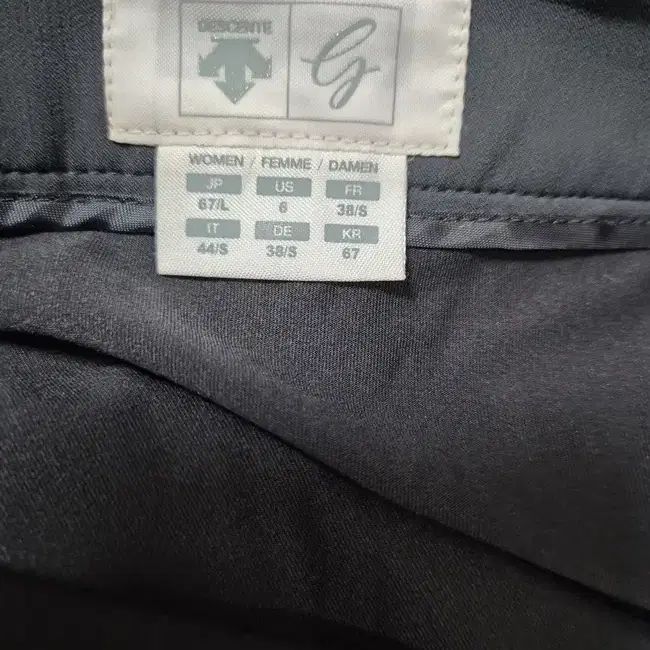 DESCENTE G
WOMEN / FEMME / DAMEN
JP US FR
67/L 6 38/S
IT DE KR
44/S 38/S 67